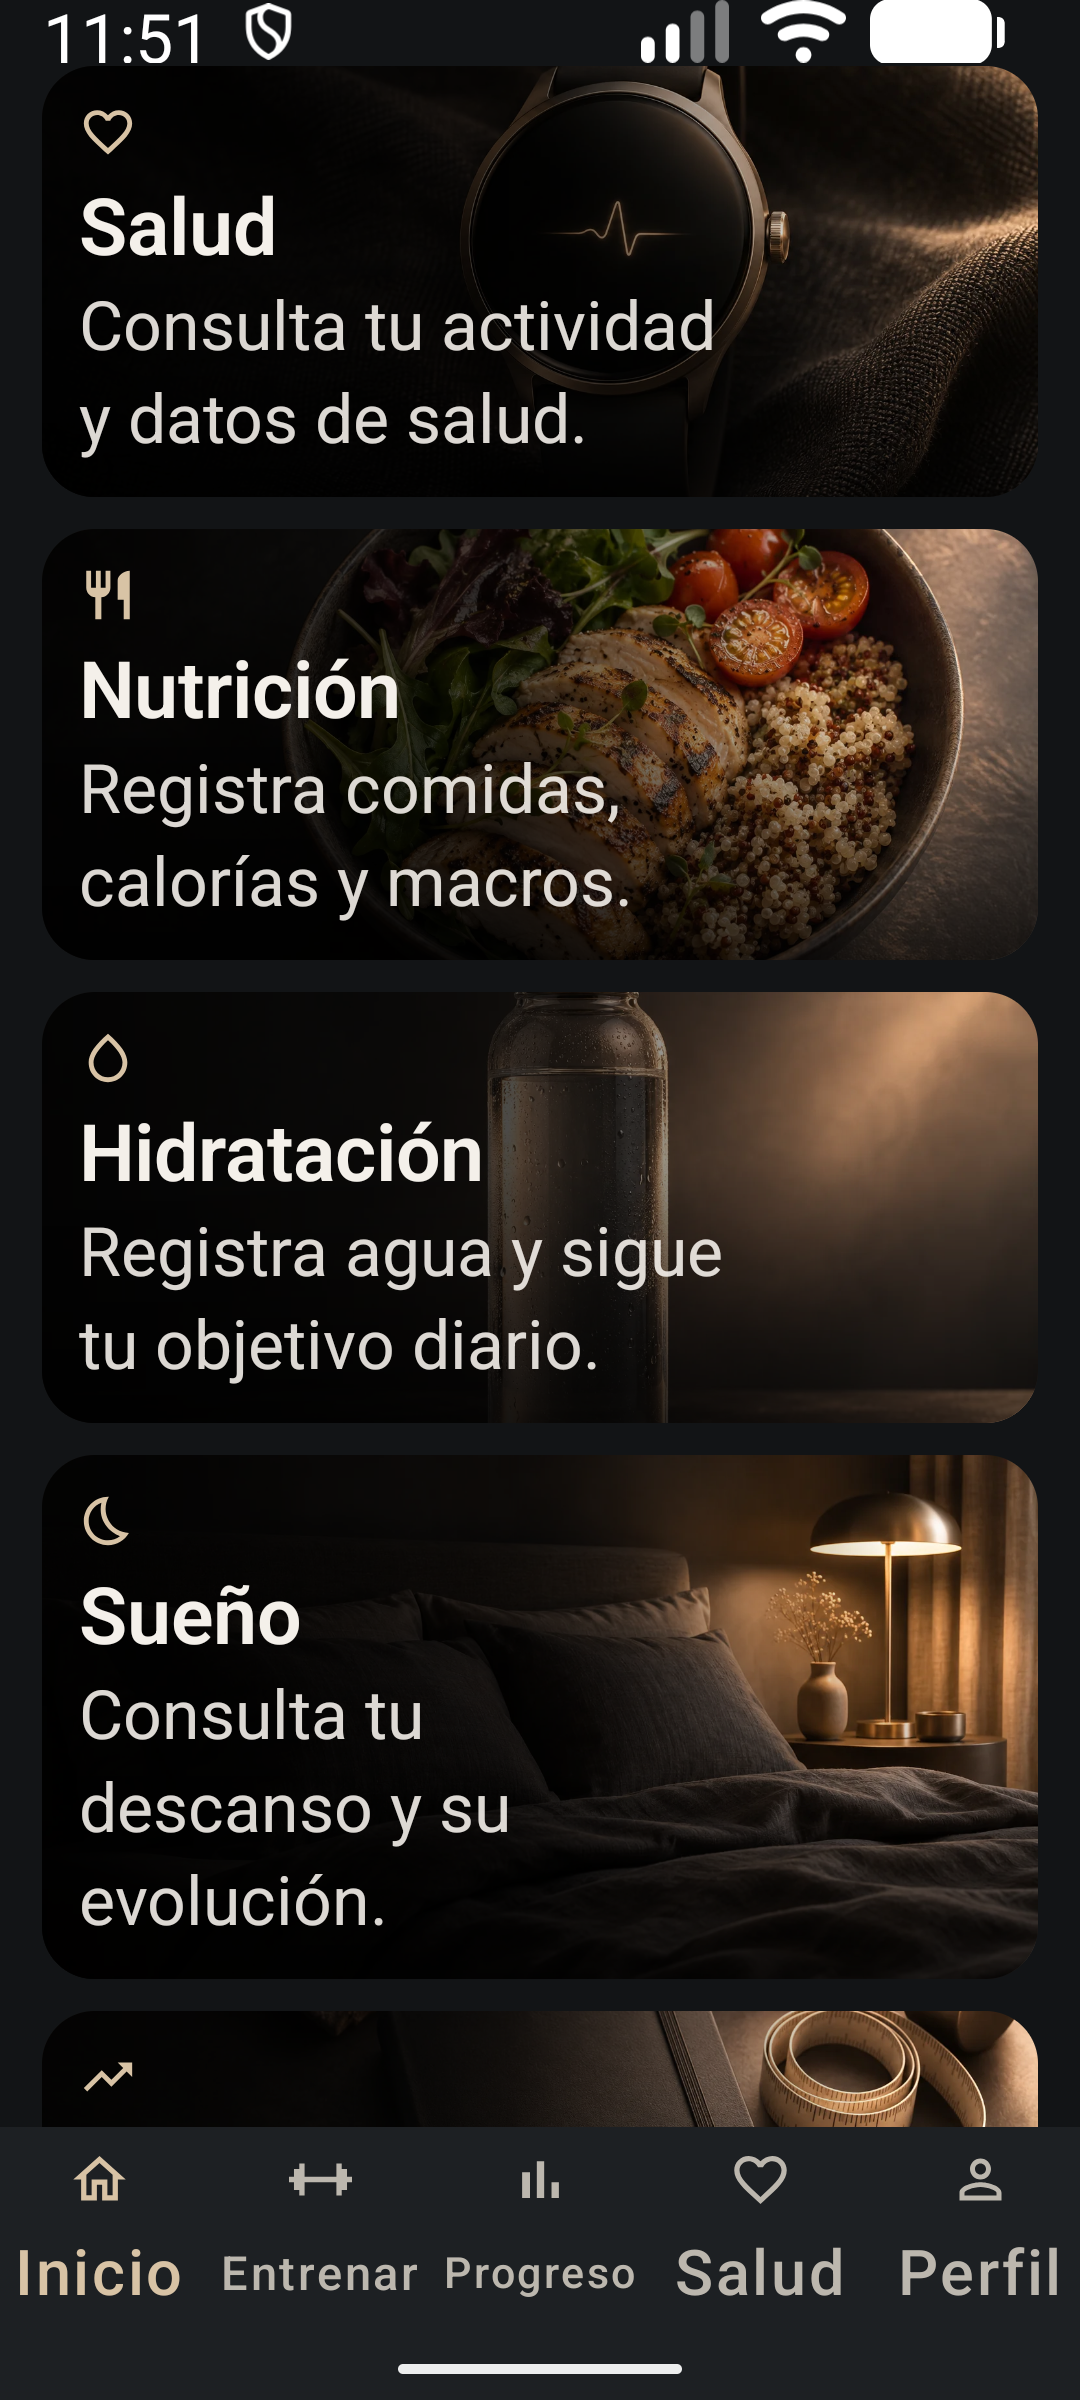 11:51
Salud
Consulta tu actividad
y datos de salud.
Nutrición
Registra comidas,
calorías y macros.
Hidratación
Registra agua y sigue
tu objetivo diario.
Sueño
Consulta tu
descanso y su
evolución.
Inicio Entrenar Progreso Salud Perfil